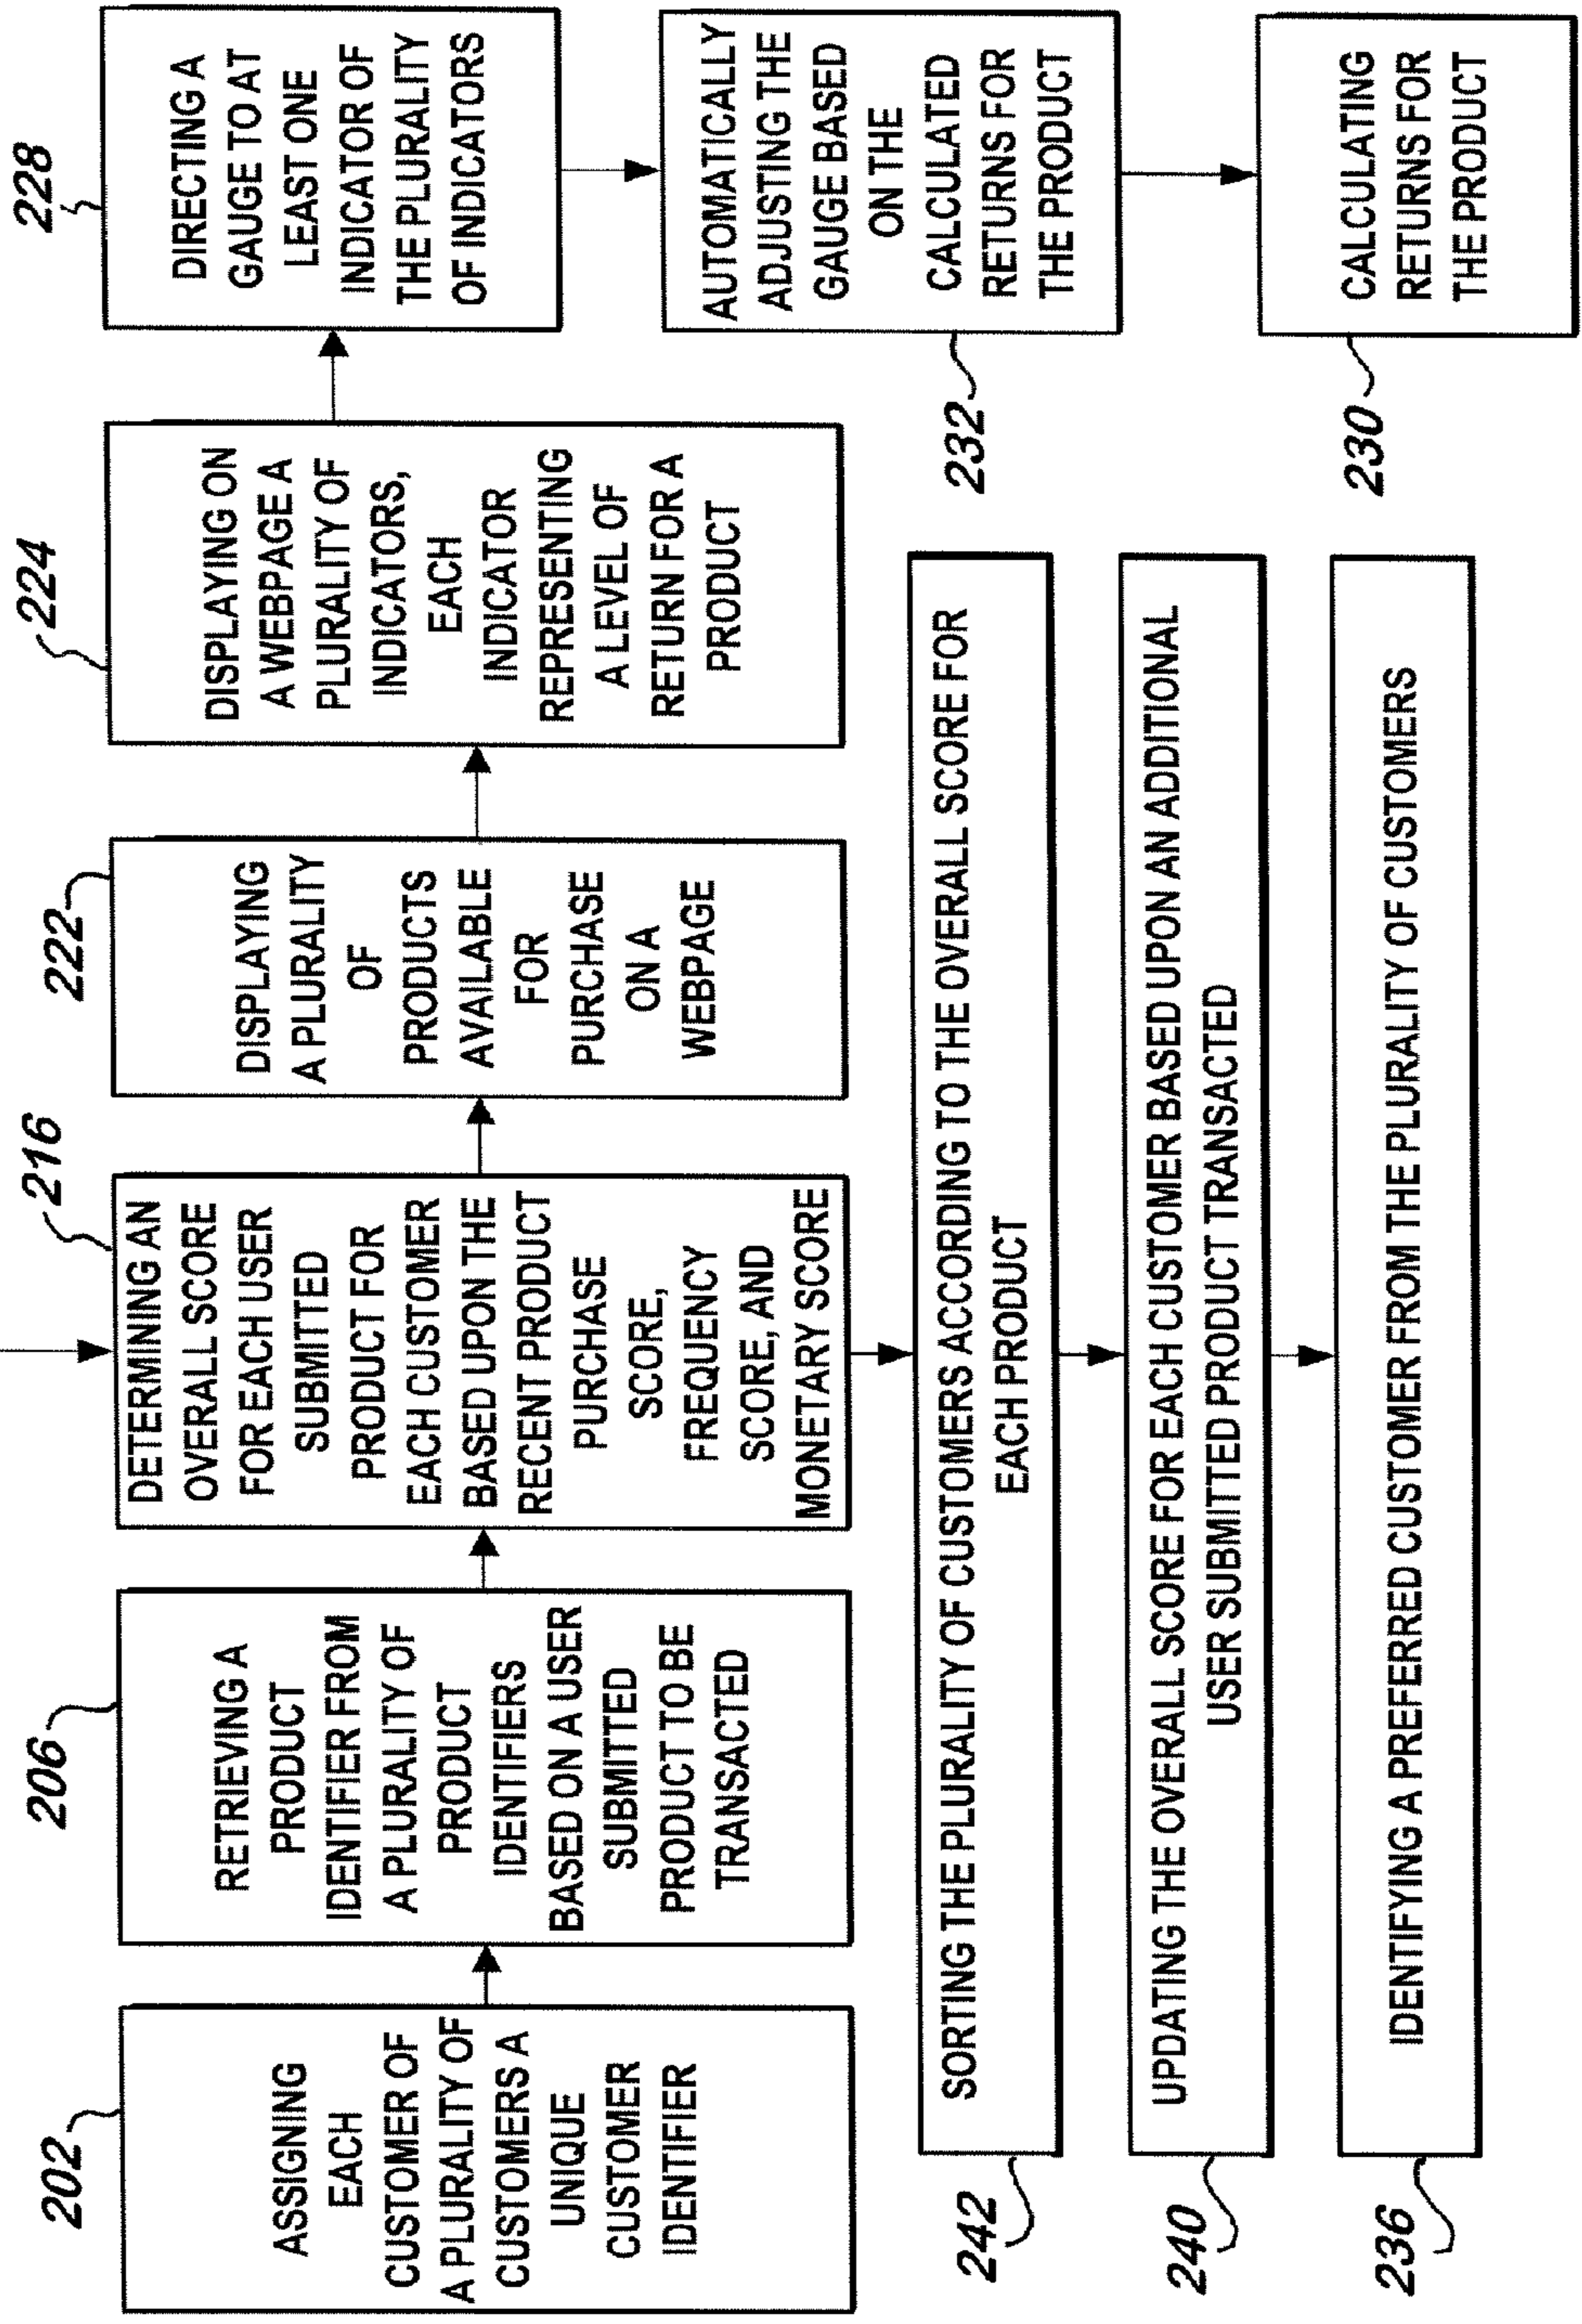 202
ASSIGNING
EACH
CUSTOMER OF
A PLURALITY OF
CUSTOMERS A
UNIQUE
CUSTOMER
IDENTIFIER
206
RETRIEVING A
PRODUCT
IDENTIFIER FROM
A PLURALITY OF
PRODUCT
IDENTIFIERS
BASED ON A USER
SUBMITTED
PRODUCT TO BE
TRANSACTED
216
DETERMINING AN
OVERALL SCORE
FOR EACH USER
SUBMITTED
PRODUCT FOR
EACH CUSTOMER
BASED UPON THE
RECENT PRODUCT
PURCHASE
SCORE,
FREQUENCY
SCORE, AND
MONETARY SCORE
222
DISPLAYING
A PLURALITY
OF
PRODUCTS
AVAILABLE
FOR
PURCHASE
ON A
WEBPAGE
224
DISPLAYING ON
A WEBPAGE A
PLURALITY OF
INDICATORS,
EACH
INDICATOR
REPRESENTING
A LEVEL OF
RETURN FOR A
PRODUCT
228
DIRECTING A
GAUGE TO AT
LEAST ONE
INDICATOR OF
THE PLURALITY
OF INDICATORS
232
AUTOMATICALLY
ADJUSTING THE
GAUGE BASED
ON THE
CALCULATED
RETURNS FOR
THE PRODUCT
230
CALCULATING
RETURNS FOR
THE PRODUCT
242
SORTING THE PLURALITY OF CUSTOMERS ACCORDING TO THE OVERALL SCORE FOR
EACH PRODUCT
240
UPDATING THE OVERALL SCORE FOR EACH CUSTOMER BASED UPON AN ADDITIONAL
USER SUBMITTED PRODUCT TRANSACTED
236
IDENTIFYING A PREFERRED CUSTOMER FROM THE PLURALITY OF CUSTOMERS